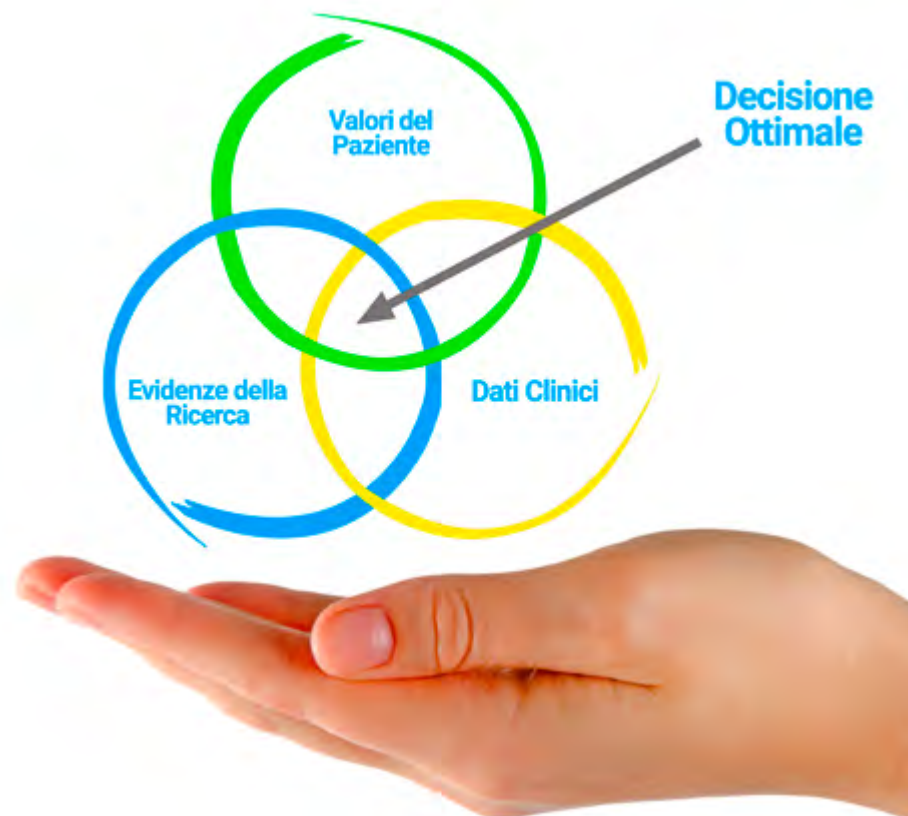 Valori del
Paziente
Decisione
Ottimale
Evidenze della
Ricerca
Dati Clinici